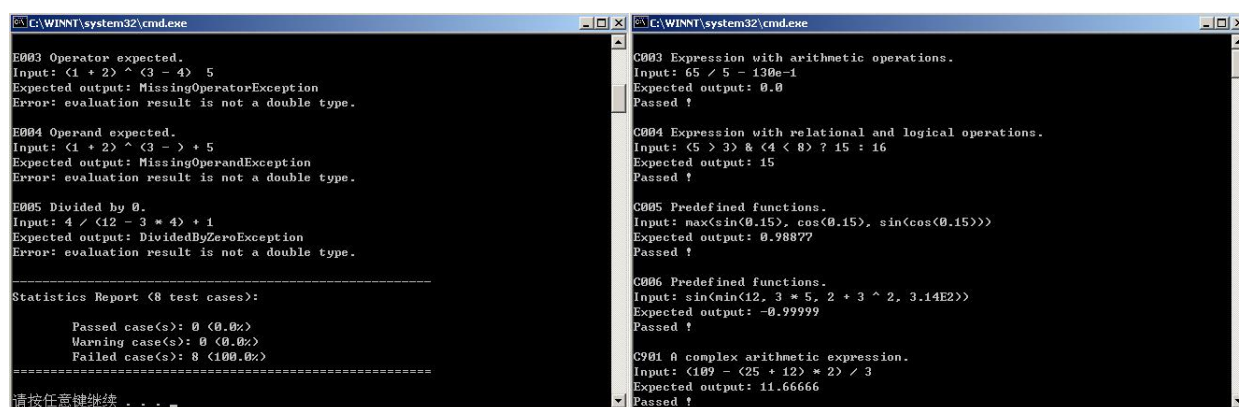 C:\WINNT\system32\cmd.exe
E003 Operator expected.
Input: (1 + 2) ^ (3 - 4)  5
Expected output: MissingOperatorException
Error: evaluation result is not a double type.
E004 Operand expected.
Input: (1 + 2) ^ (3 - ) + 5
Expected output: MissingOperandException
Error: evaluation result is not a double type.
E005 Divided by 0.
Input: 4 / (12 - 3 * 4) + 1
Expected output: DividedByZeroException
Error: evaluation result is not a double type.
------------------------------------------------------
Statistics Report (8 test cases):
Passed case(s): 0 (0.0%)
Warning case(s): 0 (0.0%)
Failed case(s): 8 (100.0%)
======================================================
请按任意键继续 . . . _
C:\WINNT\system32\cmd.exe
C003 Expression with arithmetic operations.
Input: 65 / 5 - 130e-1
Expected output: 0.0
Passed !
C004 Expression with relational and logical operations.
Input: (5 > 3) & (4 < 8) ? 15 : 16
Expected output: 15
Passed !
C005 Predefined functions.
Input: max(sin(0.15), cos(0.15), sin(cos(0.15)))
Expected output: 0.98877
Passed !
C006 Predefined functions.
Input: sin(min(12, 3 * 5, 2 + 3 ^ 2, 3.14E2))
Expected output: -0.99999
Passed !
C901 A complex arithmetic expression.
Input: (109 - (25 + 12) * 2) / 3
Expected output: 11.66666
Passed !